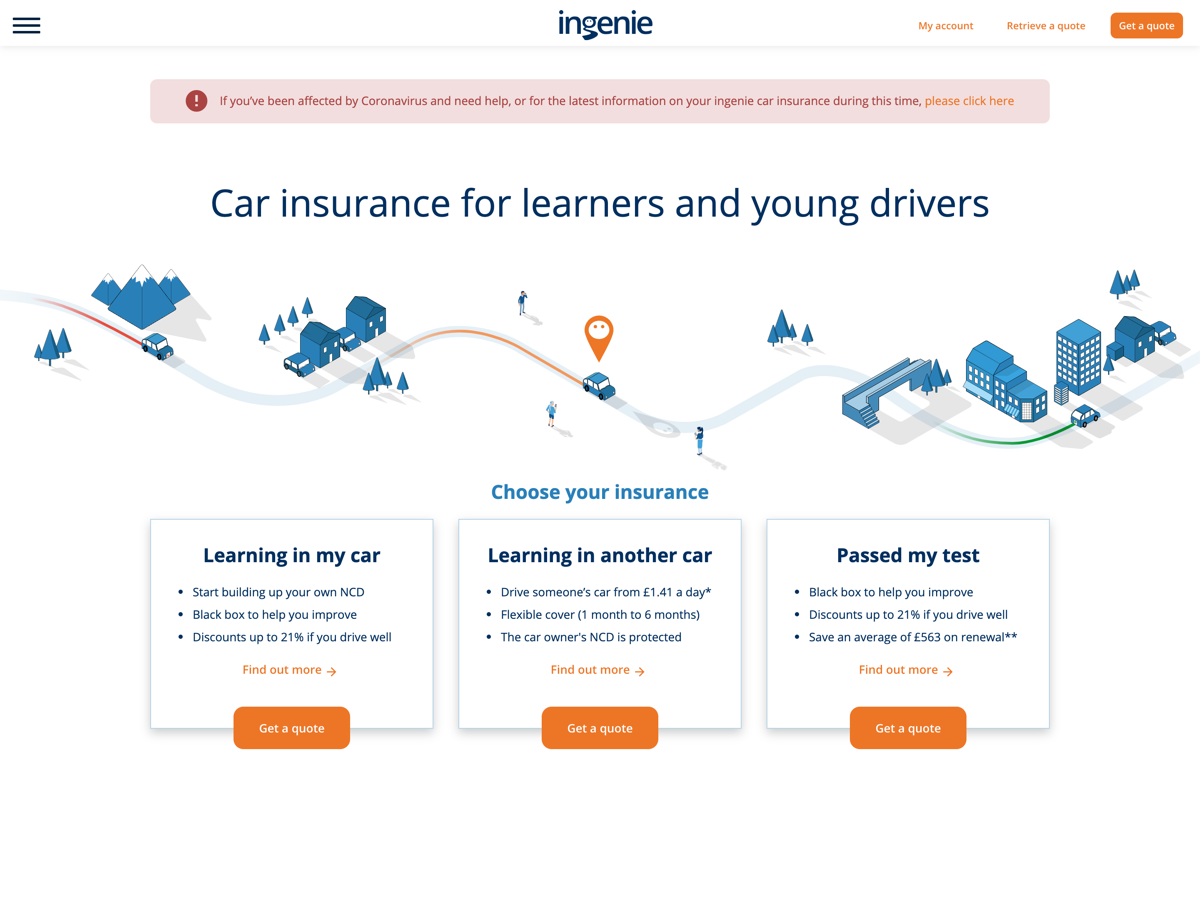 ingenie
My account
Retrieve a quote
Get a quote
If you’ve been affected by Coronavirus and need help, or for the latest information on your ingenie car insurance during this time, please click here
Car insurance for learners and young drivers
Choose your insurance
Learning in my car
Start building up your own NCD
Black box to help you improve
Discounts up to 21% if you drive well
Find out more
Get a quote
Learning in another car
Drive someone’s car from £1.41 a day*
Flexible cover (1 month to 6 months)
The car owner's NCD is protected
Find out more
Get a quote
Passed my test
Black box to help you improve
Discounts up to 21% if you drive well
Save an average of £563 on renewal**
Find out more
Get a quote